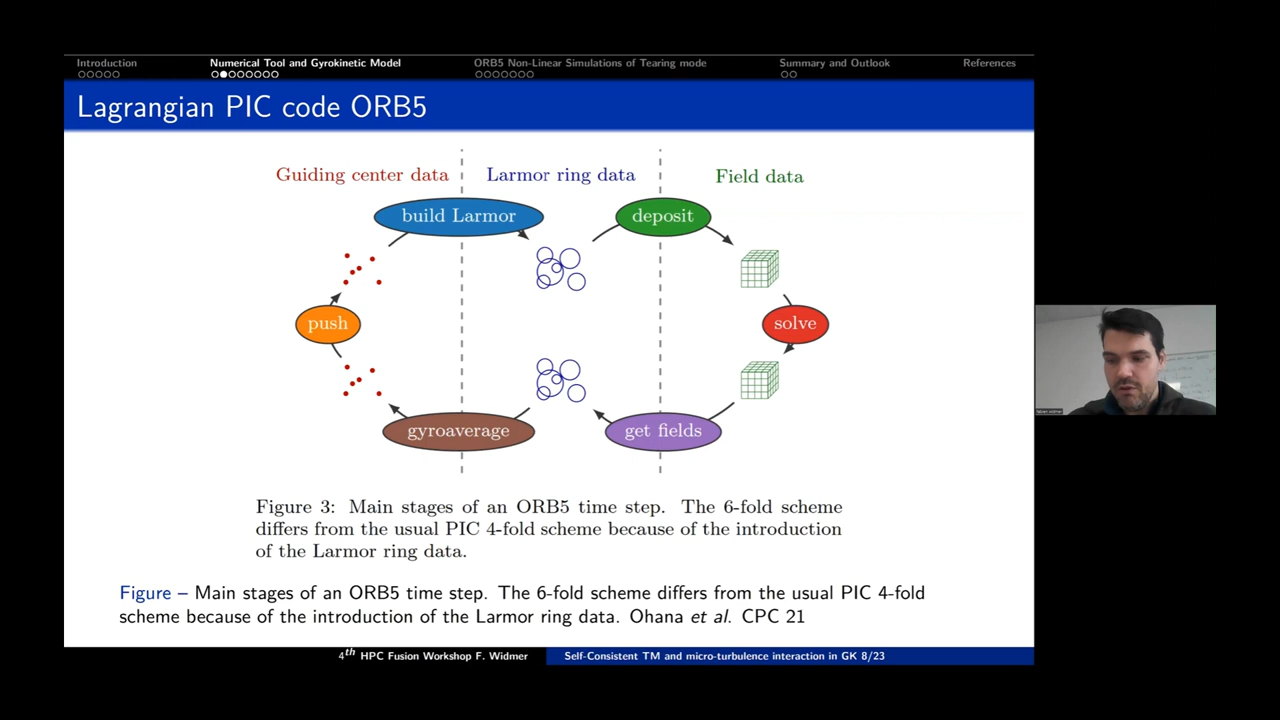 Introduction
Numerical Tool and Gyrokinetic Model
ORB5 Non-Linear Simulations of Tearing mode
Summary and Outlook
References
Lagrangian PIC code ORB5
Guiding center data
Larmor ring data
Field data
build Larmor
deposit
push
solve
gyroaverage
get fields
Figure 3: Main stages of an ORB5 time step. The 6-fold scheme
differs from the usual PIC 4-fold scheme because of the introduction
of the Larmor ring data.
Figure – Main stages of an ORB5 time step. The 6-fold scheme differs from the usual PIC 4-fold
scheme because of the introduction of the Larmor ring data. Ohana et al. CPC 21
4th HPC Fusion Workshop F. Widmer
Self-Consistent TM and micro-turbulence interaction in GK 8/23